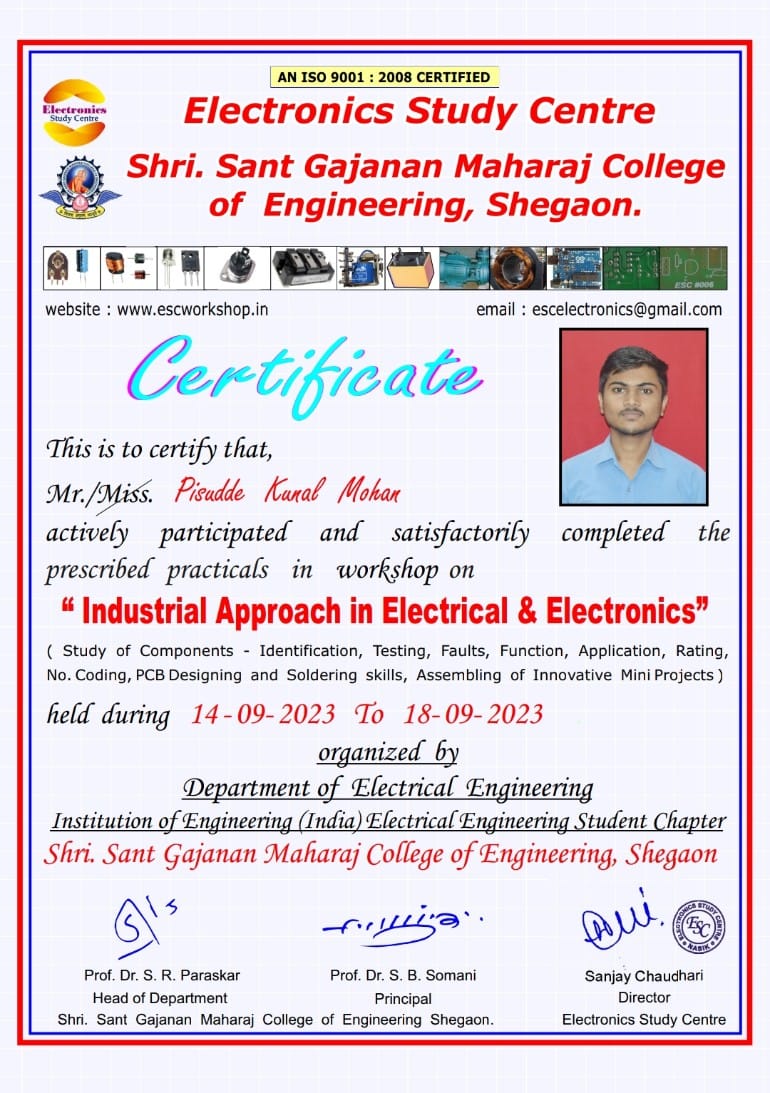 AN ISO 9001 : 2008 CERTIFIED
Electronics Study Centre
Electronics
Study Centre
Shri. Sant Gajanan Maharaj College
of Engineering, Shegaon.
ESC #006
website : www.escworkshop.in
email : escelectronics@gmail.com
Certificate
This is to certify that,
Mr./Miss. Pisudde Kunal Mohan
actively participated and satisfactorily completed the
prescribed practicals in workshop on
“ Industrial Approach in Electrical & Electronics”
( Study of Components - Identification, Testing, Faults, Function, Application, Rating,
No. Coding, PCB Designing and Soldering skills, Assembling of Innovative Mini Projects )
held during 14-09-2023 To 18-09-2023
organized by
Department of Electrical Engineering
Institution of Engineering (India) Electrical Engineering Student Chapter
Shri. Sant Gajanan Maharaj College of Engineering, Shegaon
ELECTRONICS STUDY CENTRE
ESC
NASIK
Prof. Dr. S. R. Paraskar
Head of Department
Prof. Dr. S. B. Somani
Principal
Shri. Sant Gajanan Maharaj College of Engineering Shegaon.
Sanjay Chaudhari
Director
Electronics Study Centre